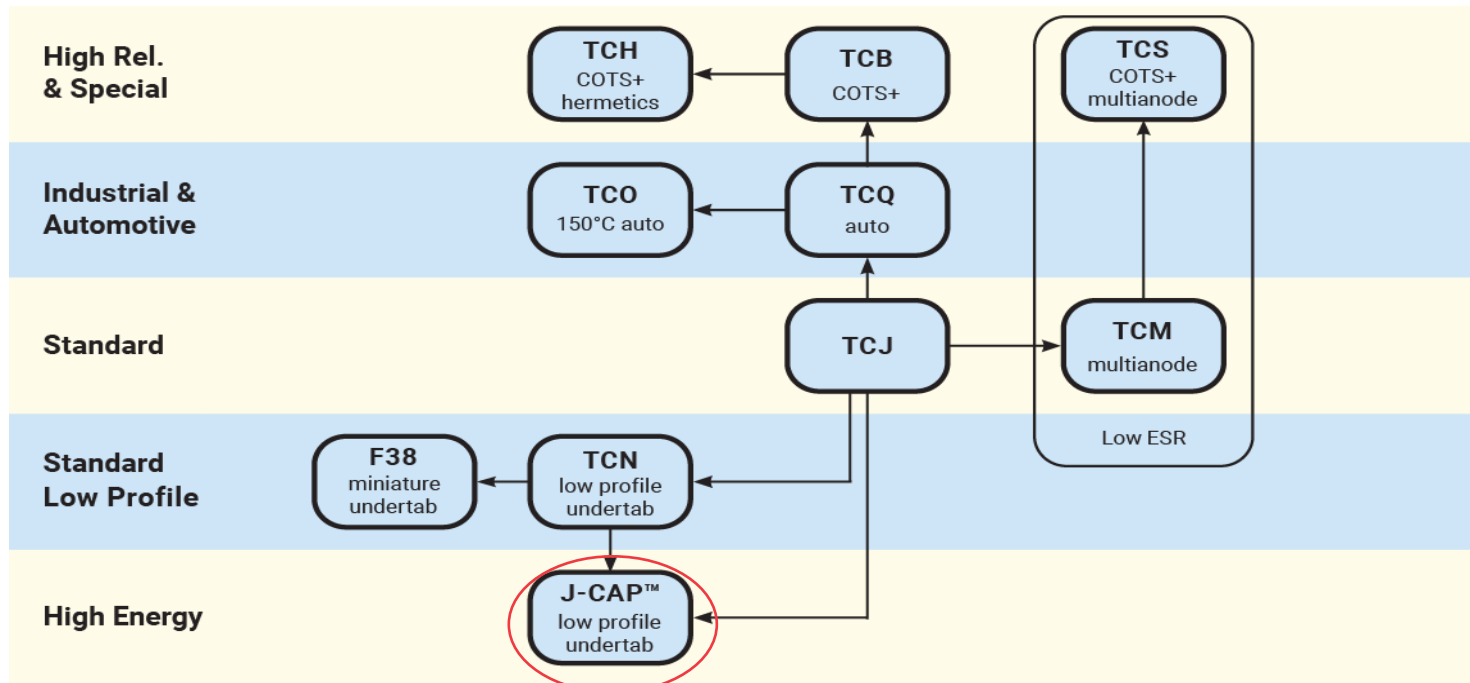 High Rel.
& Special
TCH
COTS+
hermetics
TCB
COTS+
TCS
COTS+
multianode
Industrial &
Automotive
TCO
150°C auto
TCQ
auto
Standard
TCJ
TCM
multianode
Low ESR
Standard
Low Profile
F38
miniature
undertab
TCN
low profile
undertab
High Energy
J-CAP™
low profile
undertab